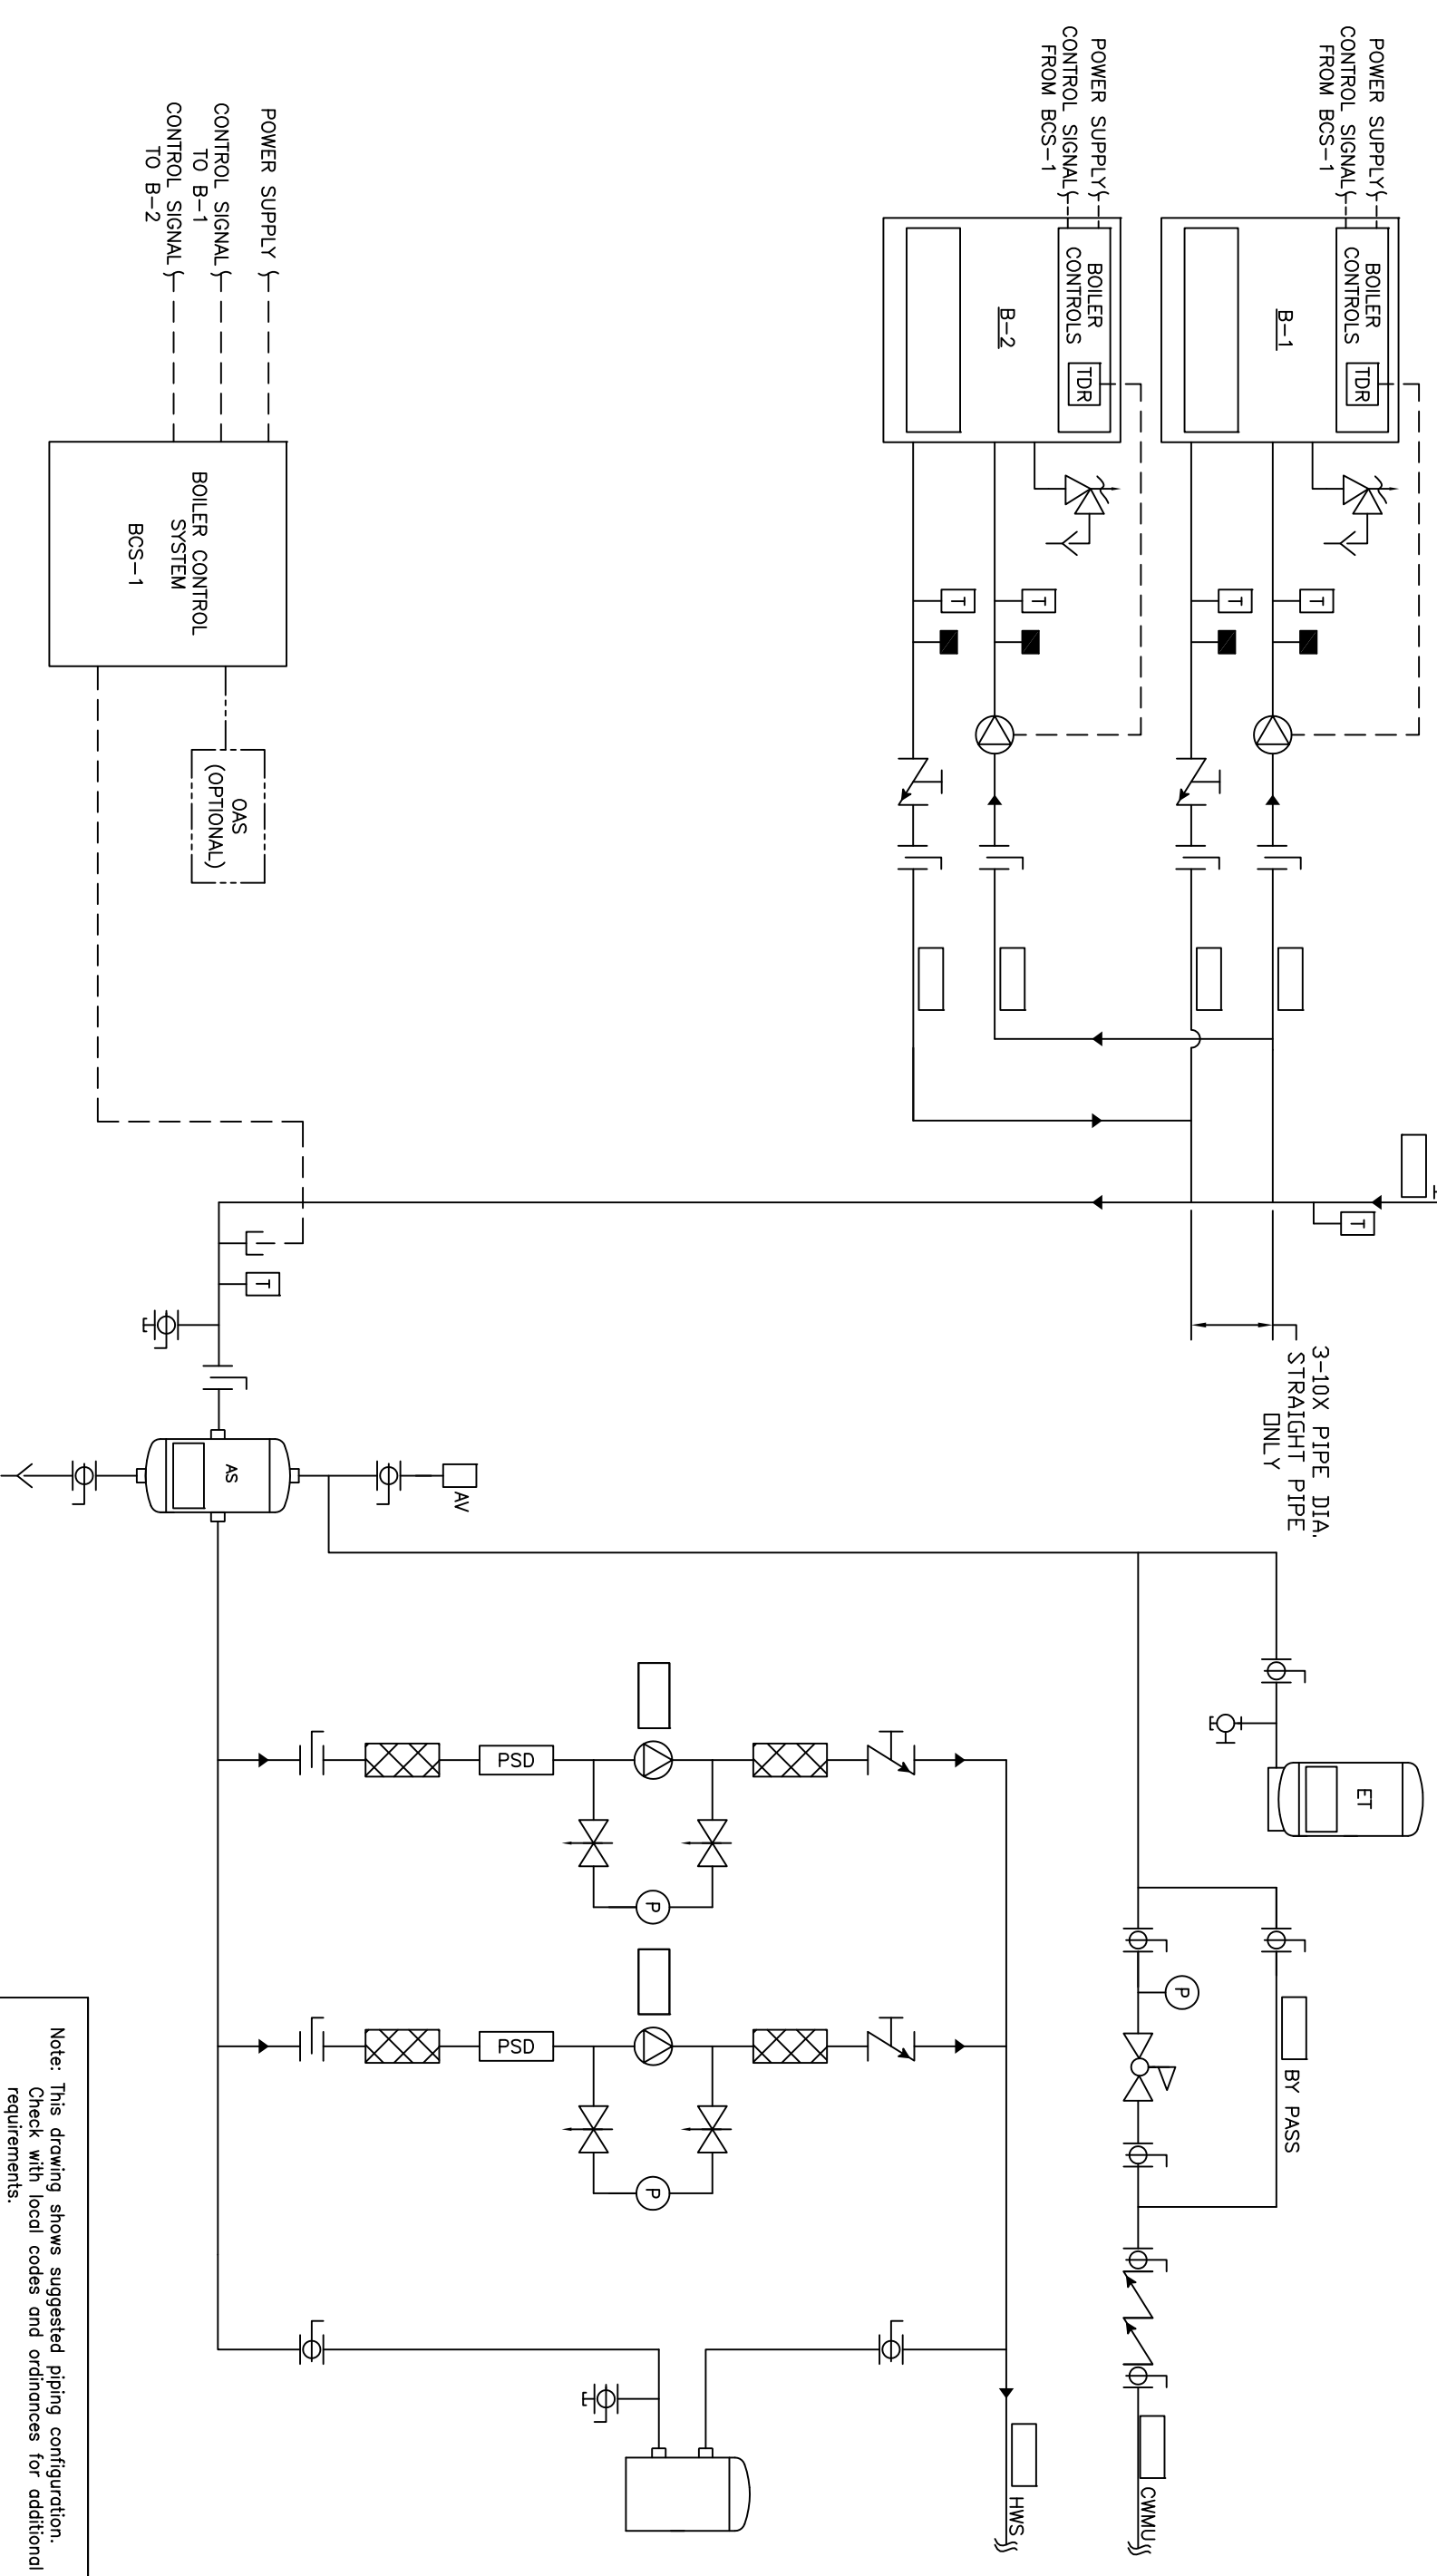 POWER SUPPLY
CONTROL SIGNAL
FROM BCS-1
BOILER
CONTROLS
TDR
B-1
T
T
3-10X PIPE DIA.
STRAIGHT PIPE
ONLY
T
ET
P
BY PASS
CWMU
POWER SUPPLY
CONTROL SIGNAL
FROM BCS-1
BOILER
CONTROLS
TDR
B-2
T
T
HWS
PSD
P
PSD
P
AV
AS
T
POWER SUPPLY
CONTROL SIGNAL
TO B-1
CONTROL SIGNAL
TO B-2
BOILER CONTROL
SYSTEM
BCS-1
OAS
(OPTIONAL)
Note: This drawing shows suggested piping configuration.
Check with local codes and ordinances for additional
requirements.